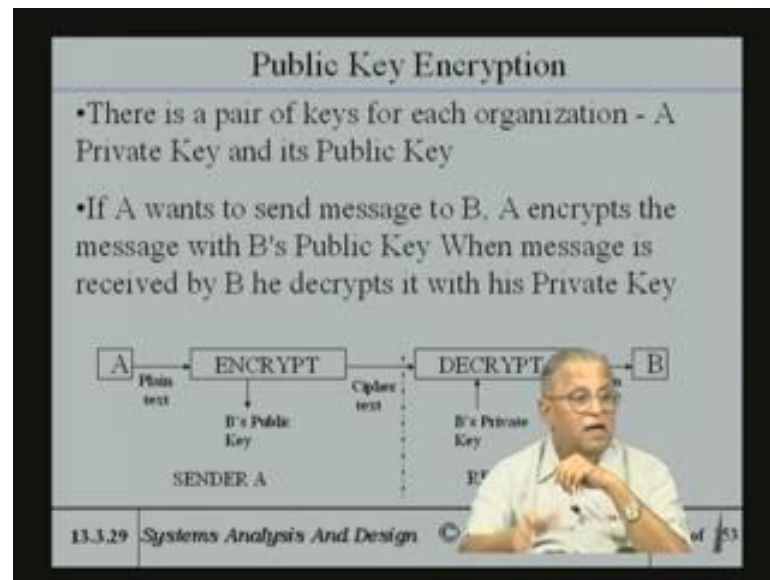 Public Key Encryption
•There is a pair of keys for each organization - A
Private Key and its Public Key
•If A wants to send message to B. A encrypts the
message with B's Public Key When message is
received by B he decrypts it with his Private Key
A ENCRYPT DECRYPT B
Plain
text
Cipher
text
B's Public
Key
B's Private
Key
SENDER A
13.3.29 Systems Analysis And Design © of 53